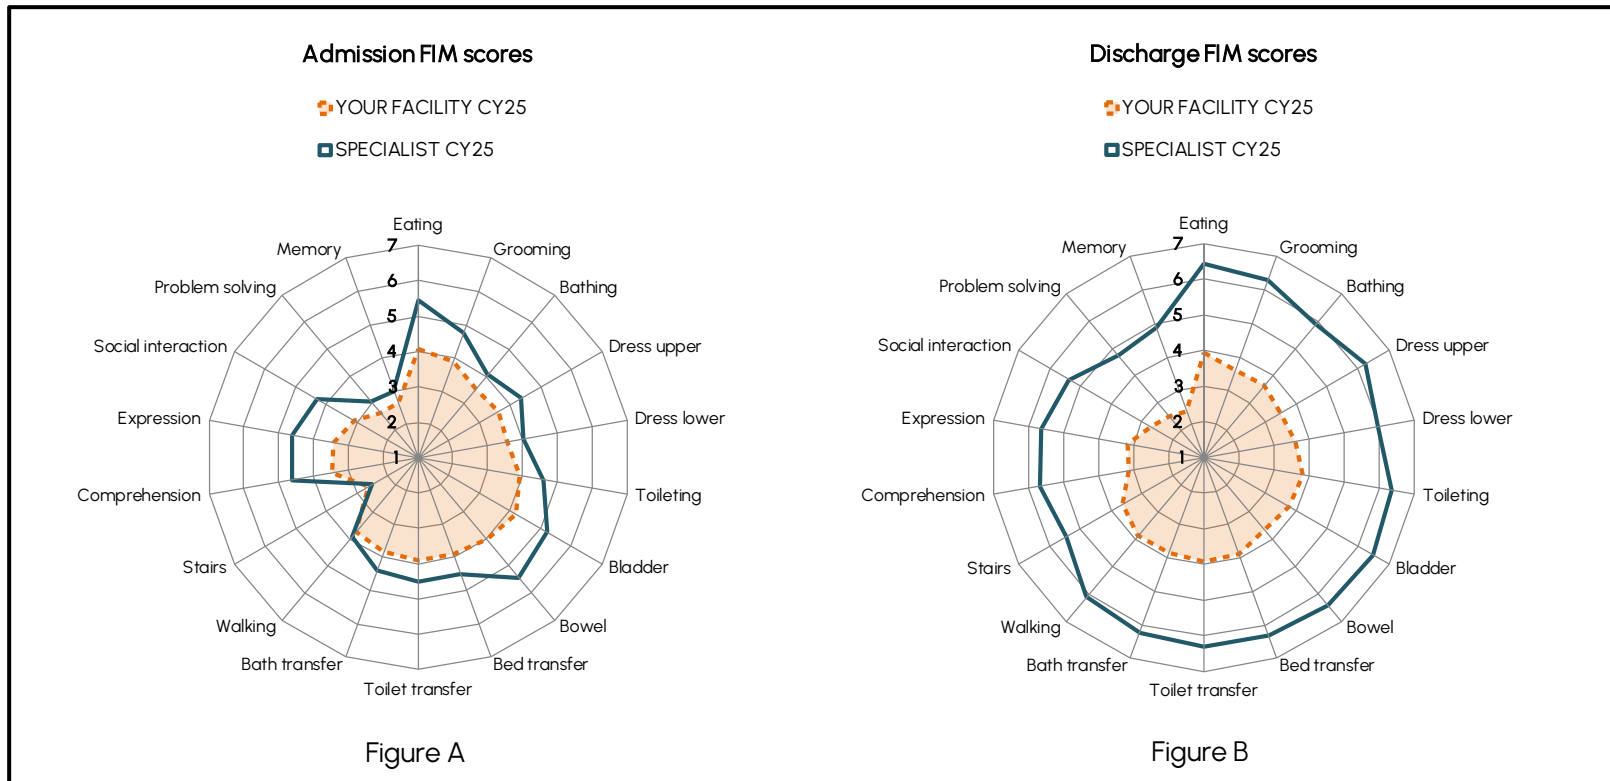 Admission FIM scores
YOUR FACILITY CY25
SPECIALIST CY25
Eating
Grooming
Bathing
Dress upper
Dress lower
Toileting
Bladder
Bowel
Bed transfer
Toilet transfer
Bath transfer
Walking
Stairs
Comprehension
Expression
Social interaction
Problem solving
Memory
7
6
5
4
3
2
1
Figure A
Discharge FIM scores
YOUR FACILITY CY25
SPECIALIST CY25
Eating
Grooming
Bathing
Dress upper
Dress lower
Toileting
Bladder
Bowel
Bed transfer
Toilet transfer
Bath transfer
Walking
Stairs
Comprehension
Expression
Social interaction
Problem solving
Memory
7
6
5
4
3
2
1
Figure B